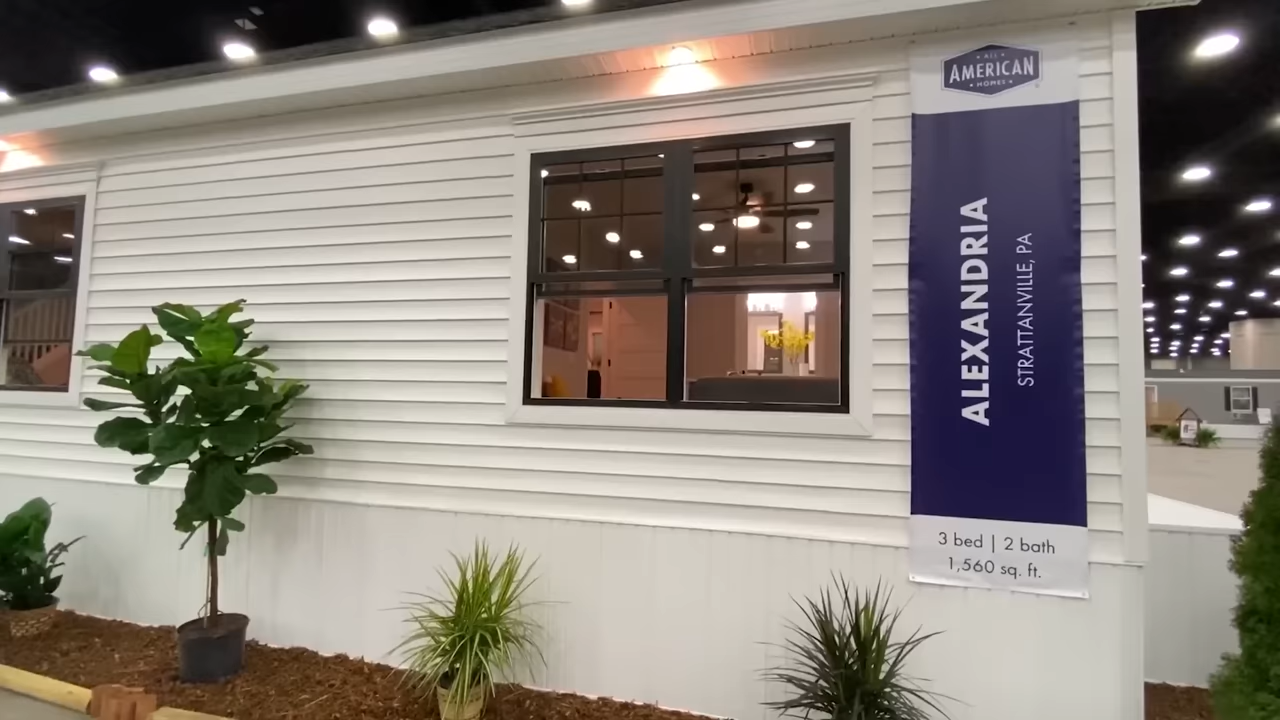 ALL
AMERICAN
HOMES
ALEXANDRIA
STRATTANVILLE, PA
3 bed | 2 bath
1,560 sq. ft.